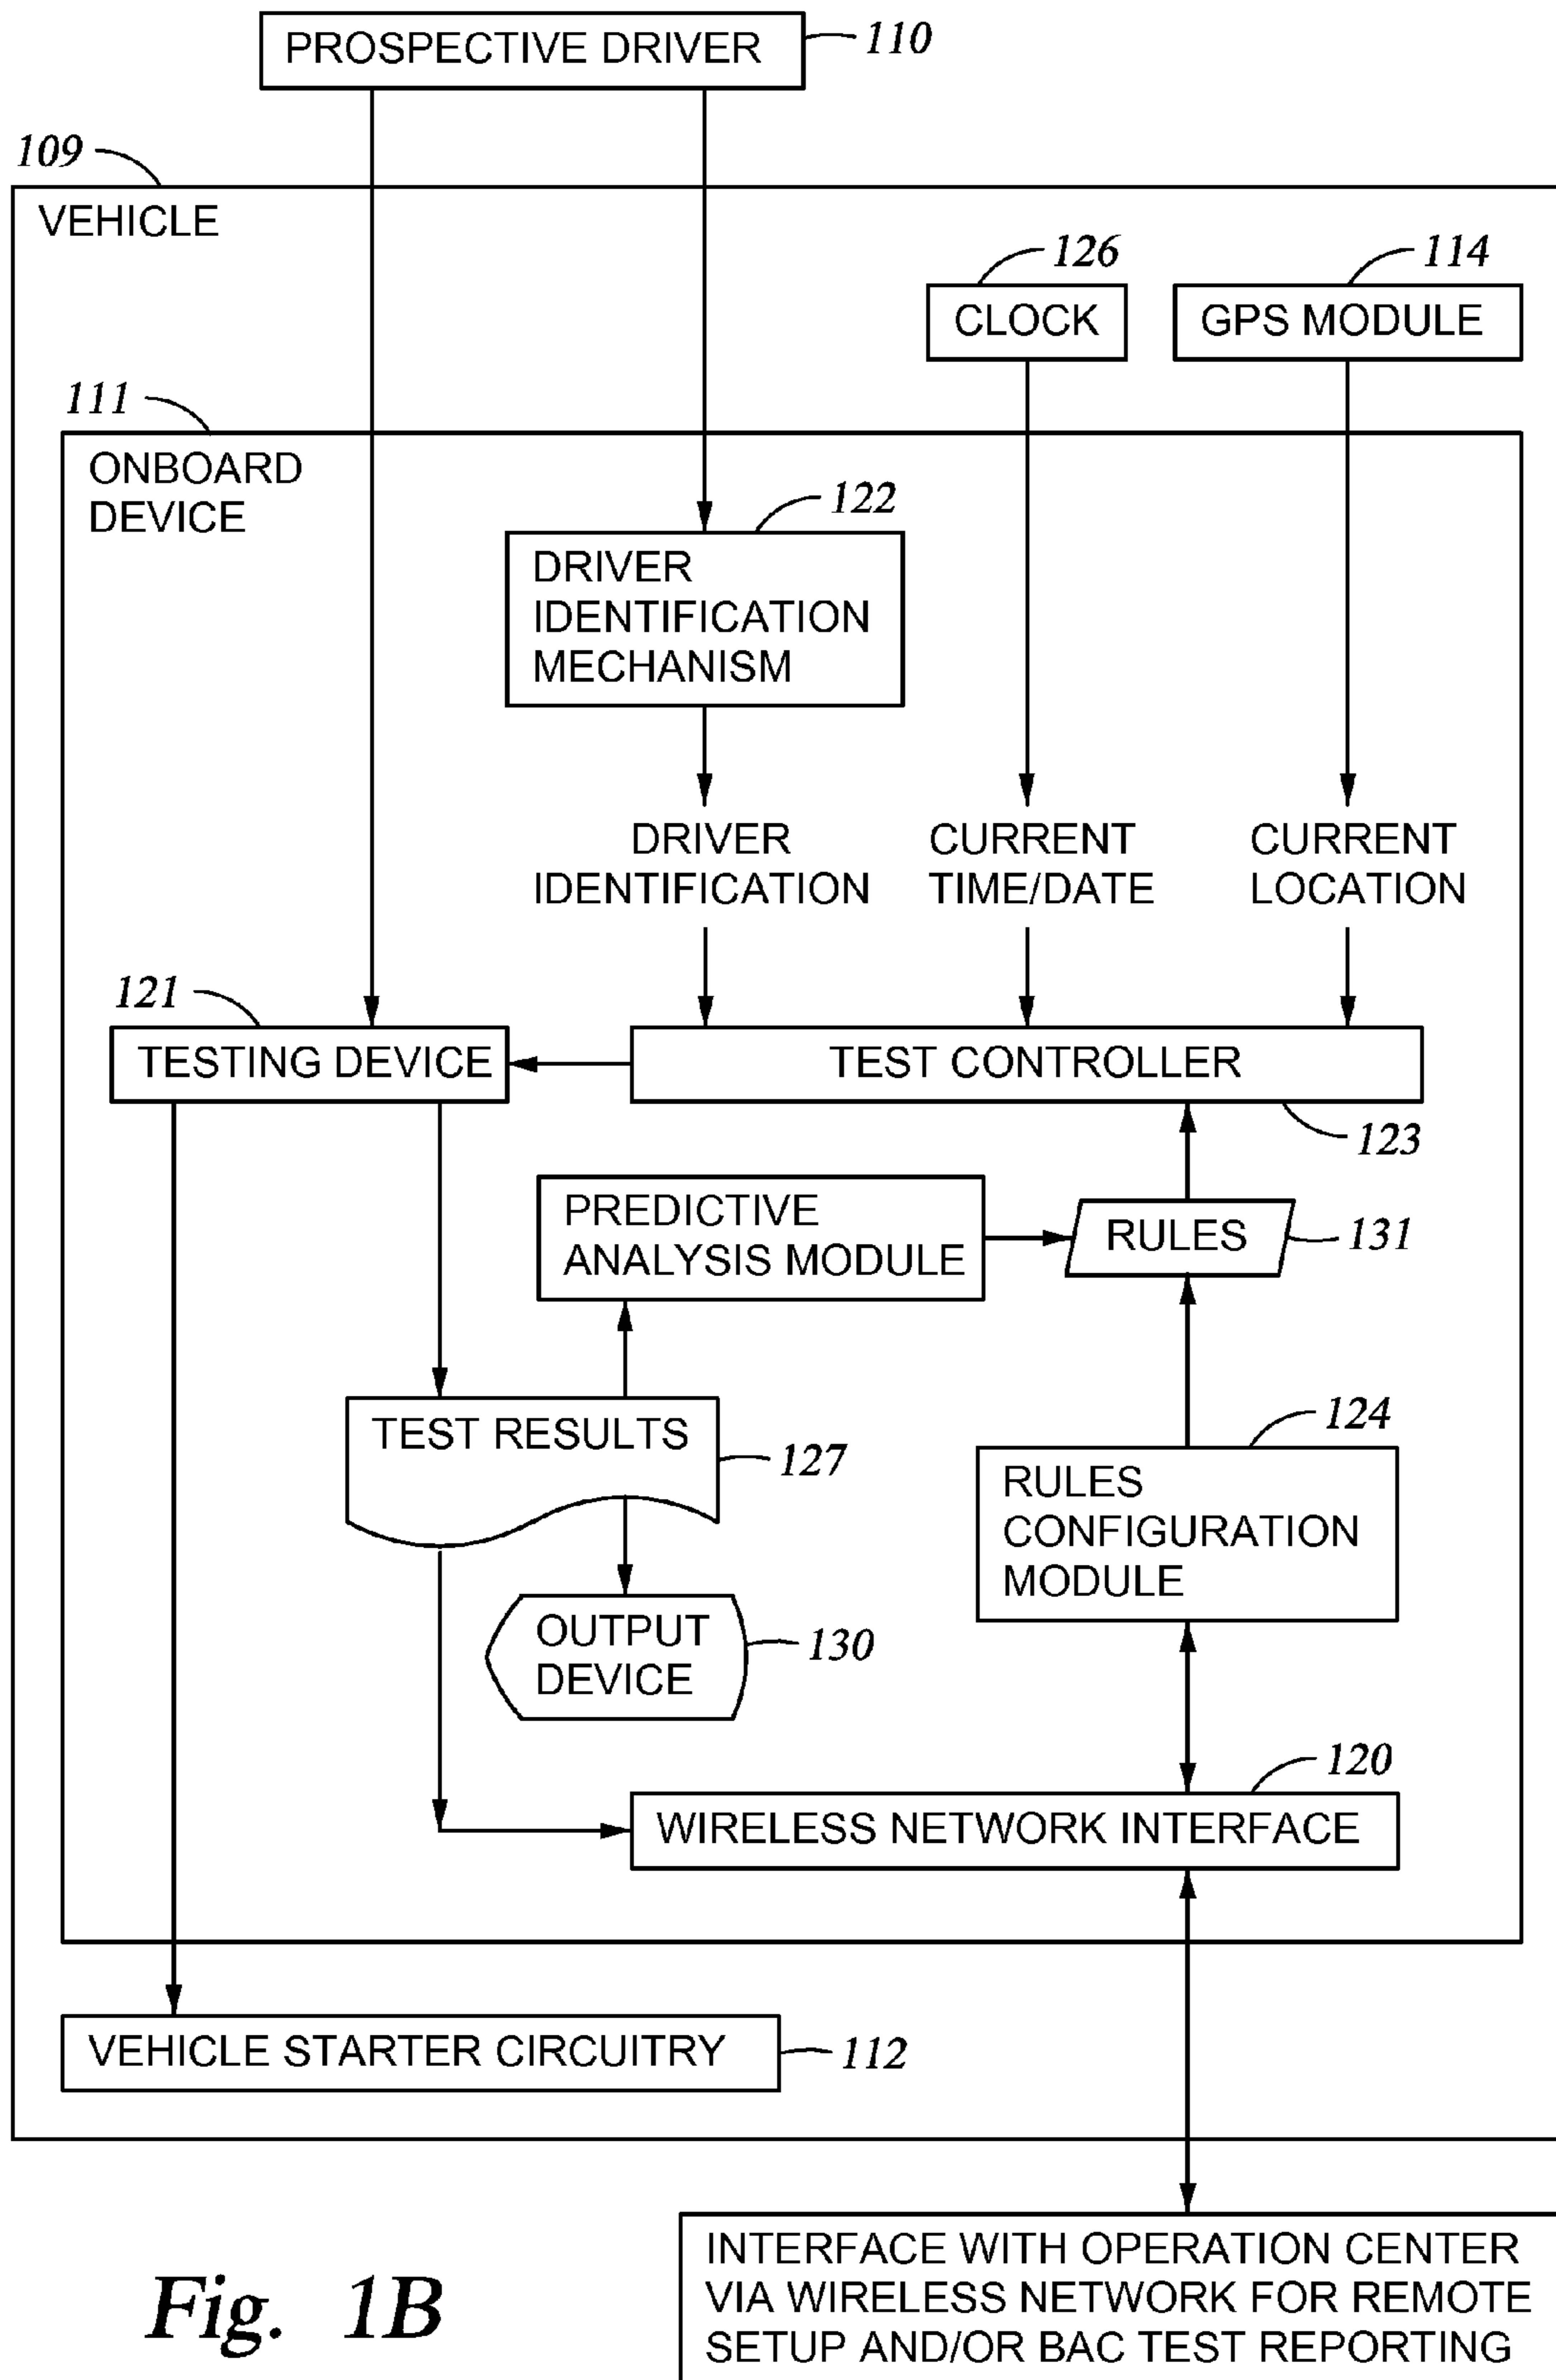 PROSPECTIVE DRIVER
110
109
VEHICLE
126
114
CLOCK
GPS MODULE
111
ONBOARD
DEVICE
122
DRIVER
IDENTIFICATION
MECHANISM
DRIVER
IDENTIFICATION
CURRENT
TIME/DATE
CURRENT
LOCATION
121
TESTING DEVICE
TEST CONTROLLER
123
PREDICTIVE
ANALYSIS MODULE
RULES
131
TEST RESULTS
127
124
RULES
CONFIGURATION
MODULE
OUTPUT
DEVICE
130
120
WIRELESS NETWORK INTERFACE
VEHICLE STARTER CIRCUITRY
112
INTERFACE WITH OPERATION CENTER
VIA WIRELESS NETWORK FOR REMOTE
SETUP AND/OR BAC TEST REPORTING
Fig. 1B